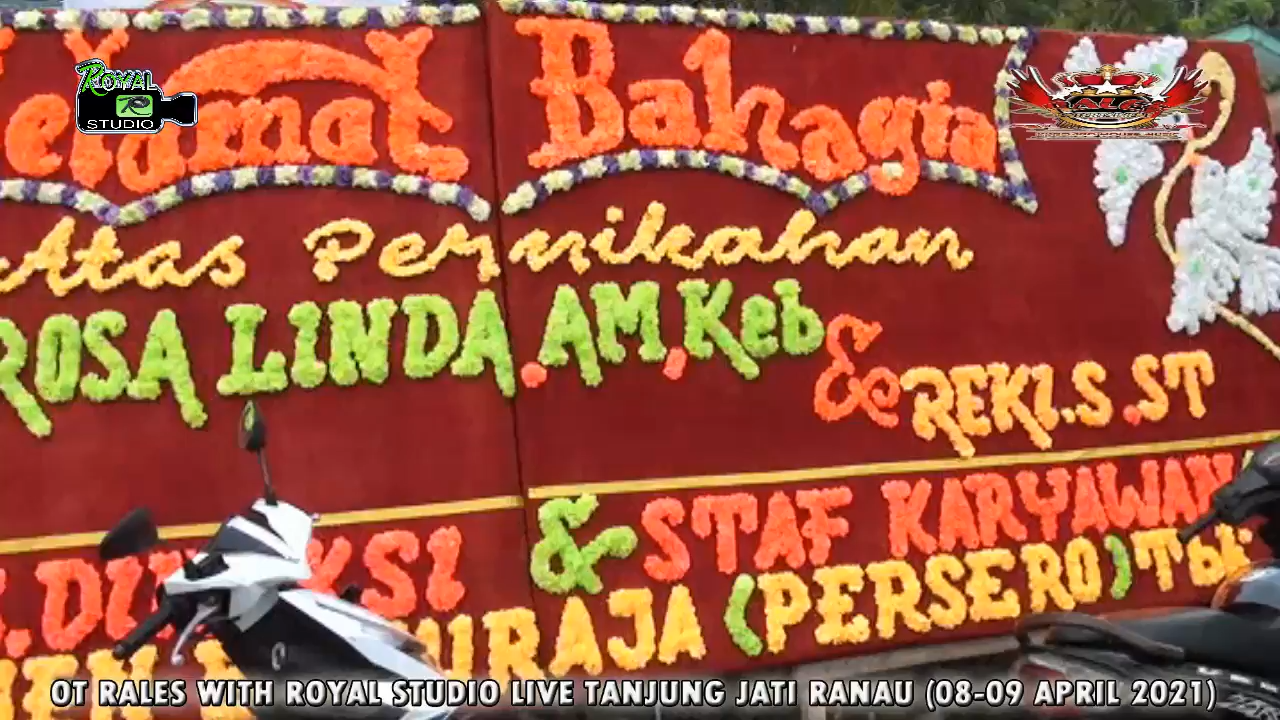 ROYAL
STUDIO
Selamat Bahagia
Atas Pernikahan
ROSA LINDA.AM.Keb
& REKI.S.ST
& STAF KARYAWAN
(PERSERO) Tbk
OT RALES WITH ROYAL STUDIO LIVE TANJUNG JATI RANAU (08-09 APRIL 2021)